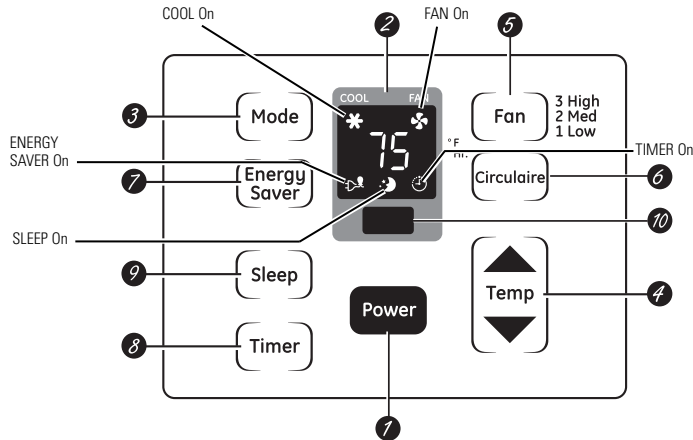 COOL On
FAN On
2
5
COOL FAN
3
Mode
75
Fan
3 High
2 Med
1 Low
°F
Hr.
ENERGY
SAVER On
TIMER On
7
Energy
Saver
Circulaire
6
10
SLEEP On
9
Sleep
Power
Temp
4
8
Timer
1